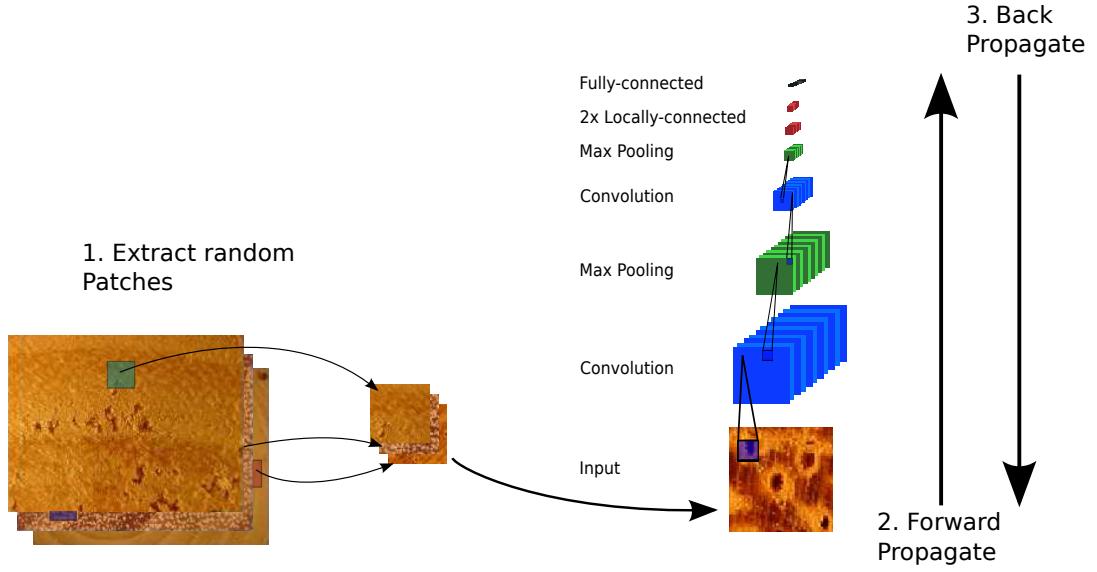 1. Extract random
Patches
Fully-connected
2x Locally-connected
Max Pooling
Convolution
Max Pooling
Convolution
Input
2. Forward
Propagate
3. Back
Propagate